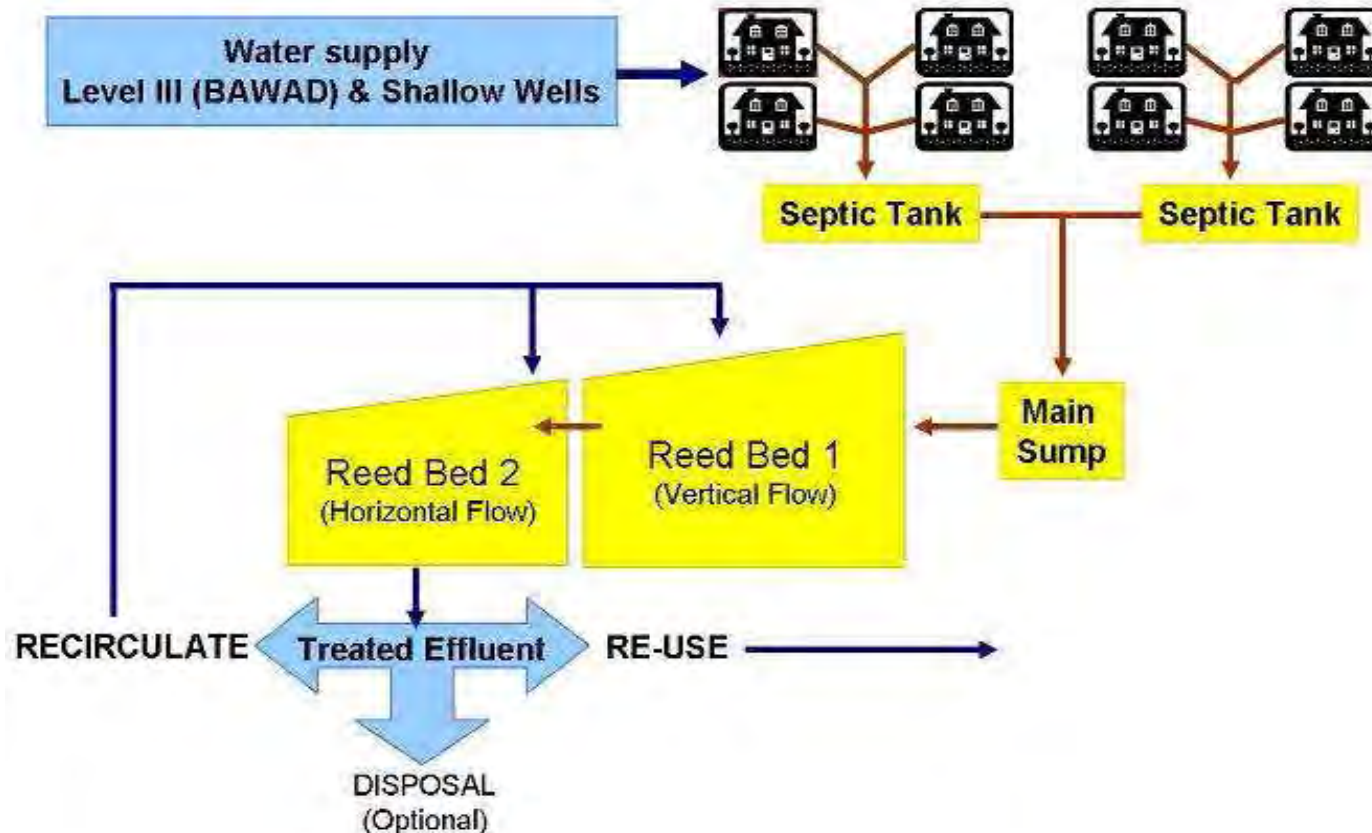 Water supply
Level III (BAWAD) & Shallow Wells
Septic Tank
Septic Tank
Main
Sump
Reed Bed 1
(Vertical Flow)
Reed Bed 2
(Horizontal Flow)
RECIRCULATE
Treated Effluent
RE-USE
DISPOSAL
(Optional)